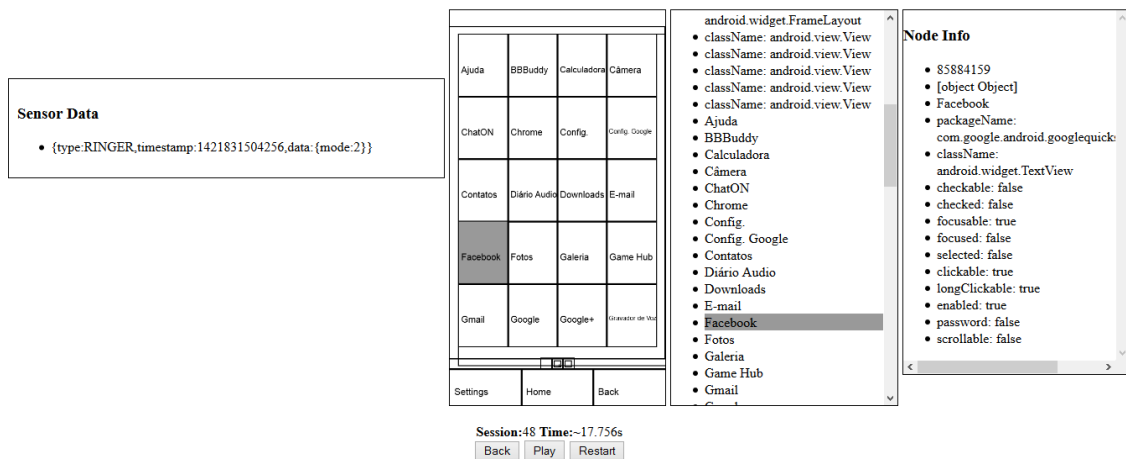 Sensor Data
{type:RINGER,timestamp:1421831504256,data:{mode:2}}
Ajuda BBBuddy Calculadora Câmera
ChatON Chrome Config. Config. Google
Contatos Diário Audio Downloads E-mail
Facebook Fotos Galeria Game Hub
Gmail Google Google+ Gravador de Voz
Settings Home Back
android.widget.FrameLayout
className: android.view.View
className: android.view.View
className: android.view.View
className: android.view.View
className: android.view.View
Ajuda
BBBuddy
Calculadora
Câmera
ChatON
Chrome
Config.
Config. Google
Contatos
Diário Audio
Downloads
E-mail
Facebook
Fotos
Galeria
Game Hub
Gmail
Node Info
85884159
[object Object]
Facebook
packageName:
com.google.android.googlequicks
className:
android.widget.TextView
checkable: false
checked: false
focusable: true
focused: false
selected: false
clickable: true
longClickable: true
enabled: true
password: false
scrollable: false
Session:48 Time:~17.756s
Back Play Restart